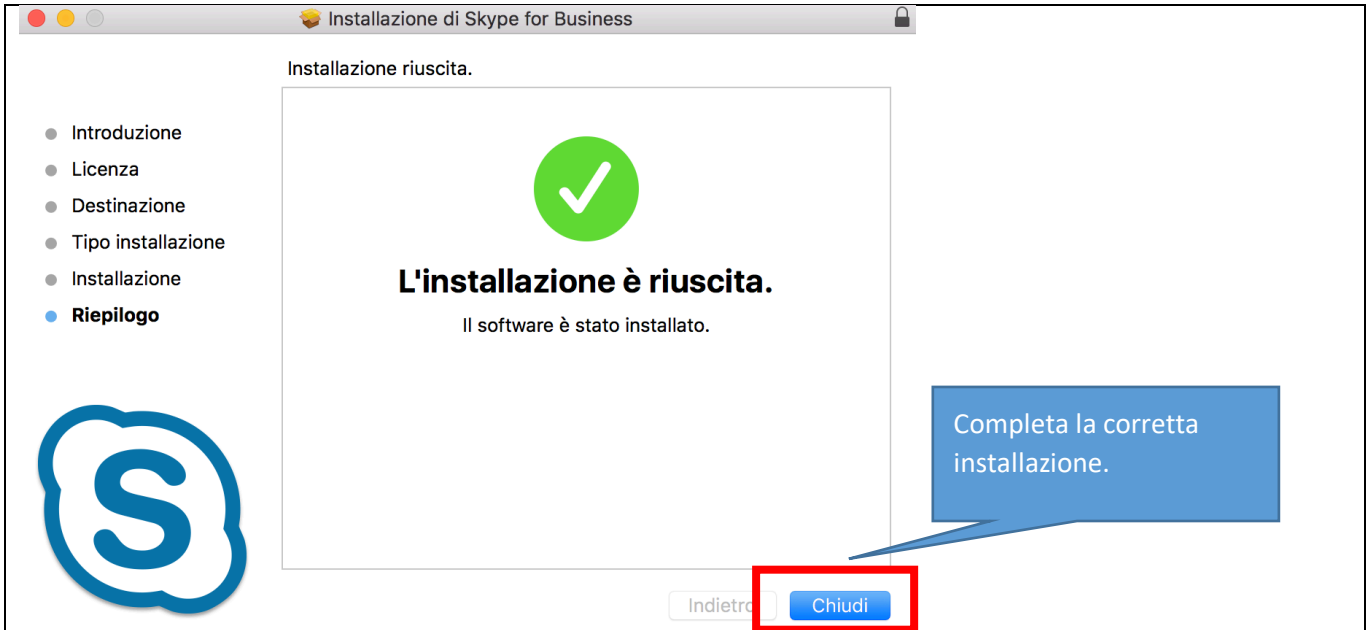 Installazione di Skype for Business
Installazione riuscita.
Introduzione
Licenza
Destinazione
Tipo installazione
Installazione
Riepilogo
L'installazione è riuscita.
Il software è stato installato.
S
Completa la corretta
installazione.
Indietro
Chiudi